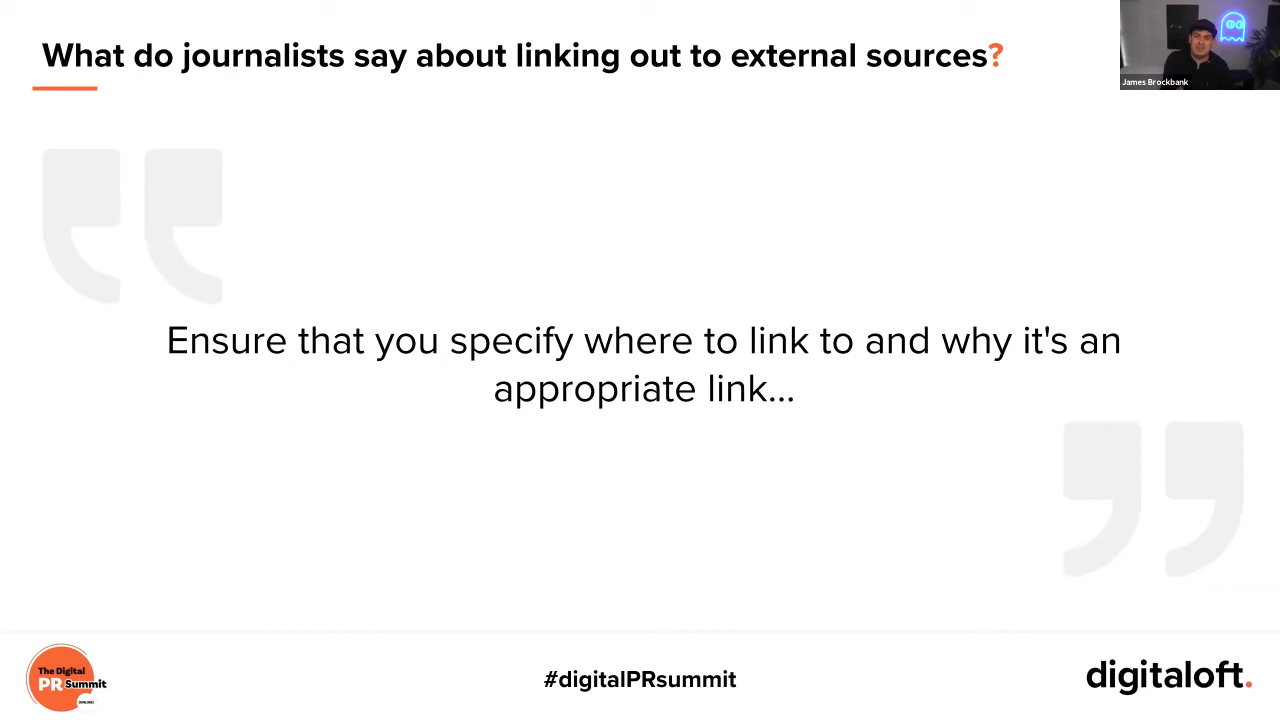 What do journalists say about linking out to external sources?
James Brockbank
Ensure that you specify where to link to and why it's an
appropriate link...
The Digital
PR Summit
(ONLINE)
#digitalPRsummit
digitaloft.